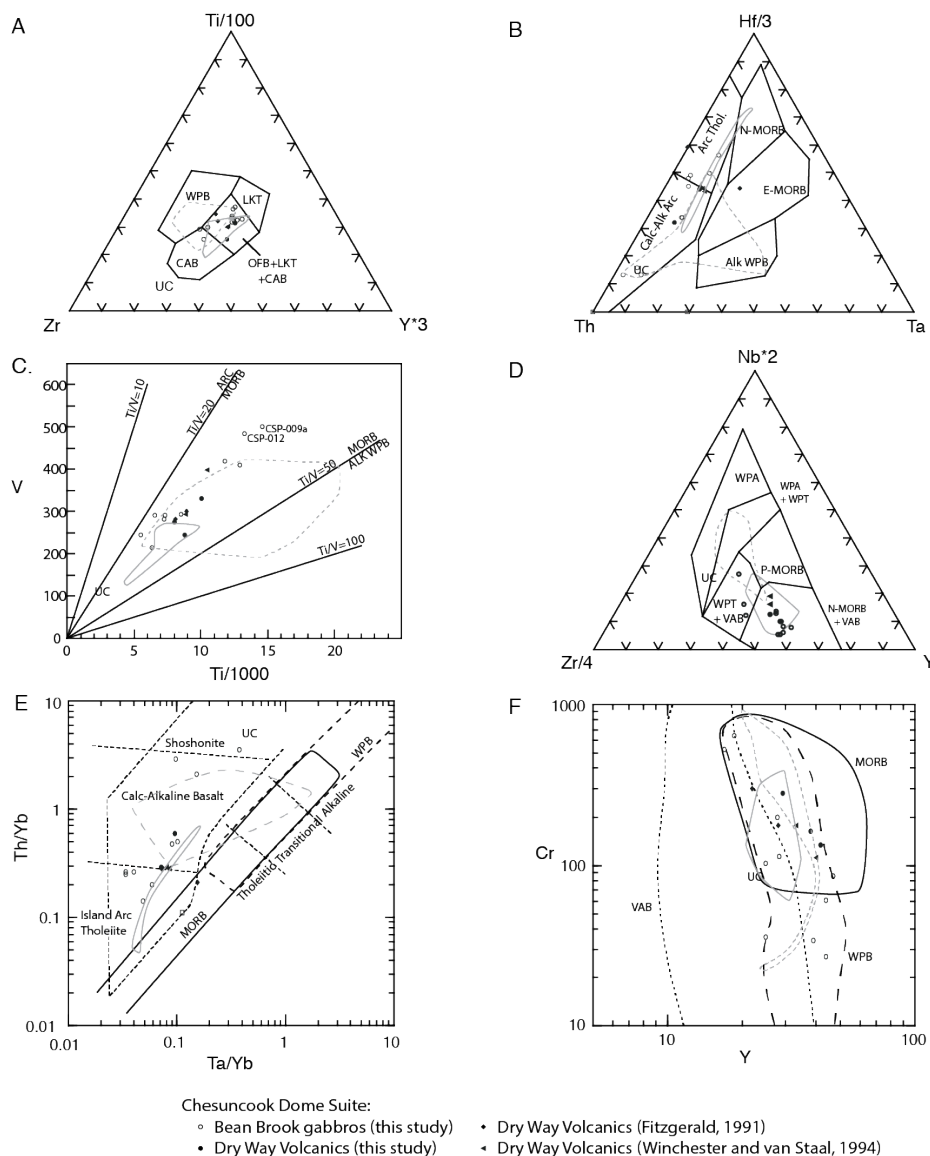 A
Ti/100
WPB
LKT
CAB
OFB+LKT
+CAB
UC
Zr
Y*3
B
Hf/3
Arc Thol.
N-MORB
E-MORB
Calc-Alk Arc
UC
Alk WPB
Th
Ta
C.
600
500
400
300
200
100
0
V
Ti/V=10
Ti/V=20
ARC
MORB
CSP-009a
CSP-012
Ti/V=50
MORB
ALK WPB
Ti/V=100
UC
0
5
10
15
20
Ti/1000
D
Nb*2
WPA
WPA
+ WPT
UC
P-MORB
WPT
+ VAB
N-MORB
+ VAB
Zr/4
Y
E
10
1
0.1
0.01
Th/Yb
Shoshonite
UC
WPB
Calc-Alkaline Basalt
Tholeiitic Transitional Alkaline
Island Arc
Tholeiite
MORB
0.01
0.1
1
10
Ta/Yb
F
1000
100
10
Cr
MORB
UC
VAB
WPB
10
Y
100
Chesuncook Dome Suite:
Bean Brook gabbros (this study)
Dry Way Volcanics (Fitzgerald, 1991)
Dry Way Volcanics (this study)
Dry Way Volcanics (Winchester and van Staal, 1994)